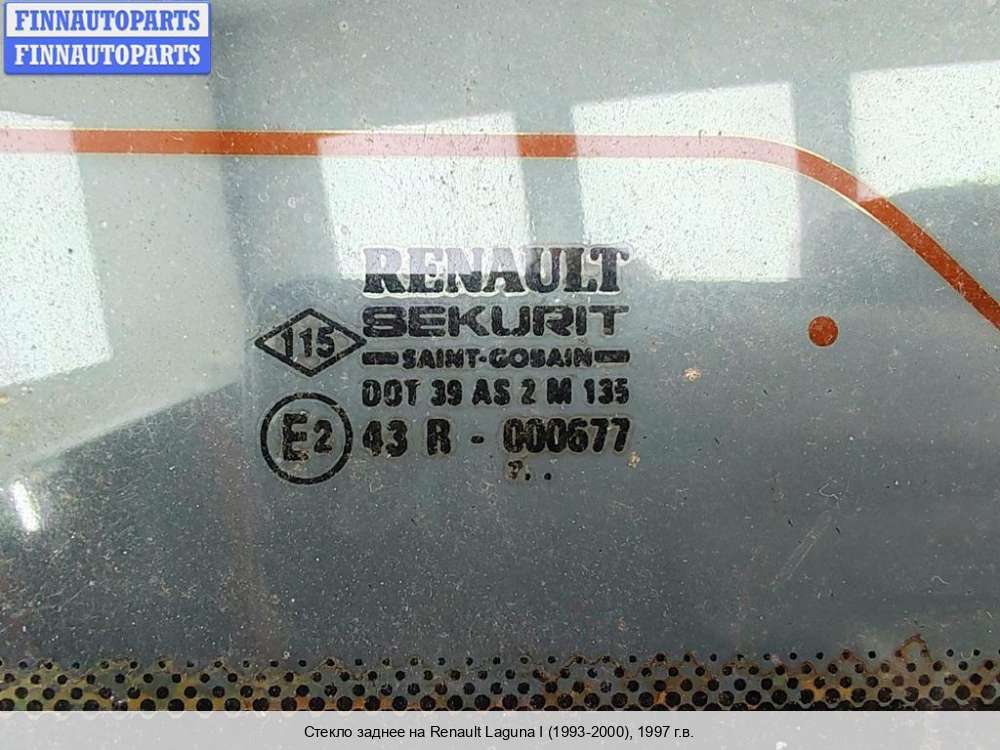 FINNAUTOPARTS
FINNAUTOPARTS
RENAULT
115
SEKURIT
SAINT-GOBAIN
DOT 39 AS 2 M 135
E2
43 R - 000677
7. .
Стекло заднее на Renault Laguna I (1993-2000), 1997 г.в.